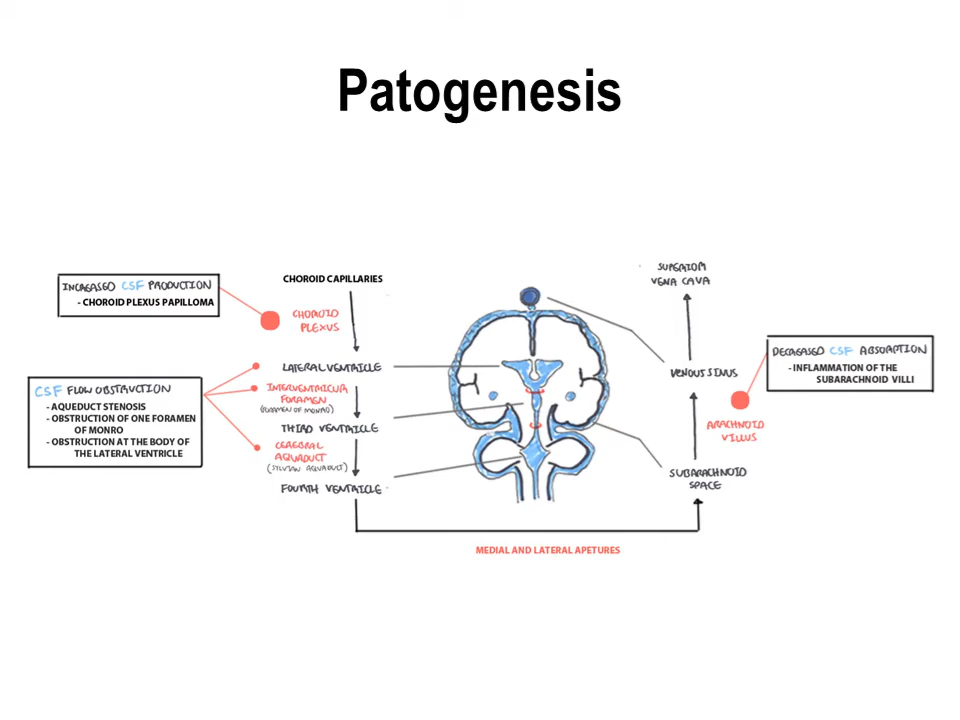 Patogenesis
INCREASED CSF PRODUCTION
- CHOROID PLEXUS PAPILLOMA
CHOROID CAPILLARIES
CHOROID
PLEXUS
LATERAL VENTRICLE
INTERVENTRICUR
FORAMEN
(FORAMEN OF MONRO)
THIRD VENTRICLE
CEREBRAL
AQUADUCT
(SYLVIAN AQUADUCT)
FOURTH VENTRICLE
CSF FLOW OBSTRUCTION
- AQUEDUCT STENOSIS
- OBSTRUCTION OF ONE FORAMEN
OF MONRO
- OBSTRUCTION AT THE BODY OF
THE LATERAL VENTRICLE
MEDIAL AND LATERAL APETURES
SUPERIOR
VENA CAVA
VENOUS SINUS
ARACHNOID
VILLUS
SUBARACHNOID
SPACE
DECREASED CSF ABSORPTION
- INFLAMMATION OF THE
SUBARACHNOID VILLI